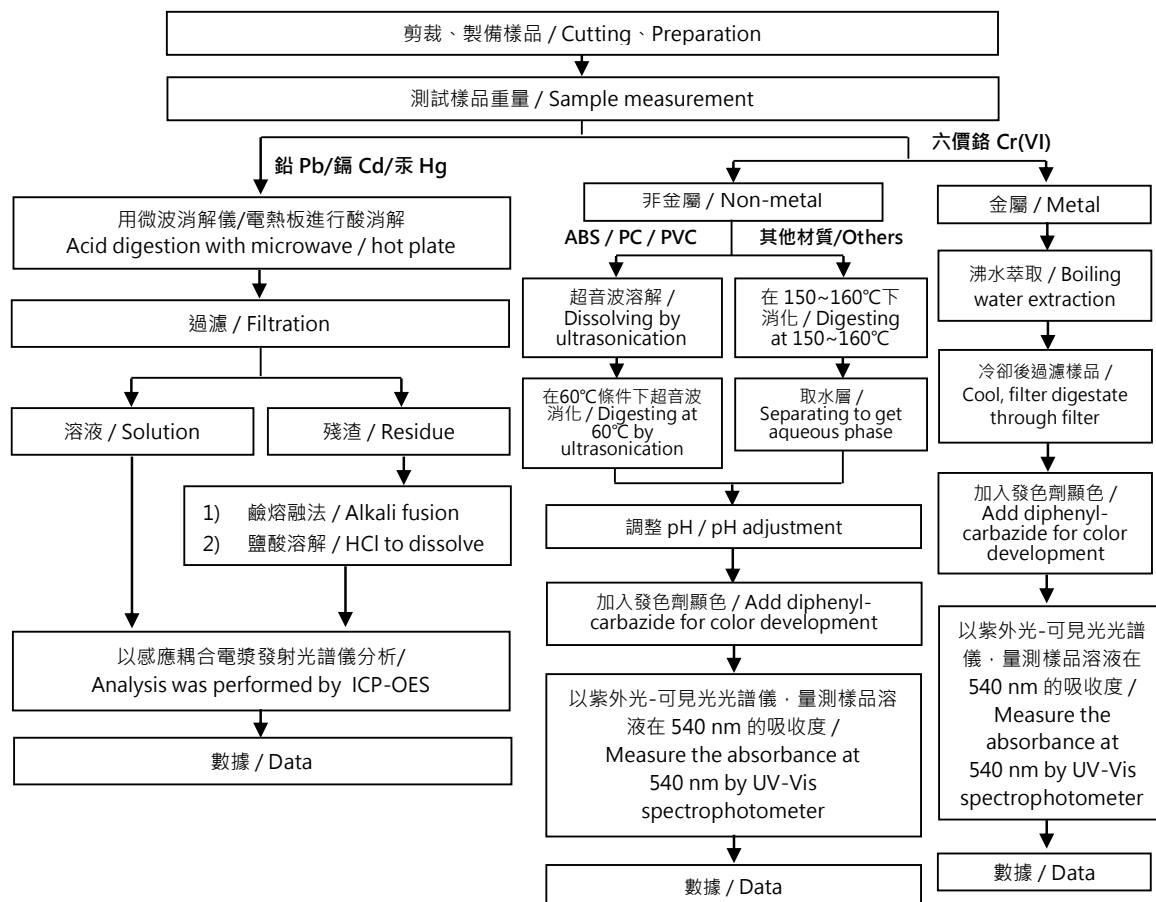 剪裁、製備樣品 / Cutting、Preparation
測試樣品重量 / Sample measurement
鉛 Pb/鎘 Cd/汞 Hg
六價鉻 Cr(VI)
用微波消解儀/電熱板進行酸消解
Acid digestion with microwave / hot plate
過濾 / Filtration
溶液 / Solution
殘渣 / Residue
1) 鹼熔融法 / Alkali fusion
2) 鹽酸溶解 / HCl to dissolve
以感應耦合電漿發射光譜儀分析/
Analysis was performed by ICP-OES
數據 / Data
非金屬 / Non-metal
ABS / PC / PVC
其他材質/Others
超音波溶解 /
Dissolving by
ultrasonication
在60℃條件下超音波
消化 / Digesting at
60℃ by
ultrasonication
在 150~160℃下
消化 / Digesting
at 150~160℃
取水層 /
Separating to get
aqueous phase
調整 pH / pH adjustment
加入發色劑顯色 / Add diphenyl-
carbazide for color development
以紫外光-可見光光譜儀，量測樣品溶
液在 540 nm 的吸收度 /
Measure the absorbance at
540 nm by UV-Vis
spectrophotometer
數據 / Data
金屬 / Metal
沸水萃取 / Boiling
water extraction
冷卻後過濾樣品 /
Cool, filter digestate
through filter
加入發色劑顯色 /
Add diphenyl-
carbazide for color
development
以紫外光-可見光光譜
儀，量測樣品溶液在
540 nm 的吸收度 /
Measure the
absorbance at
540 nm by UV-Vis
spectrophotometer
數據 / Data